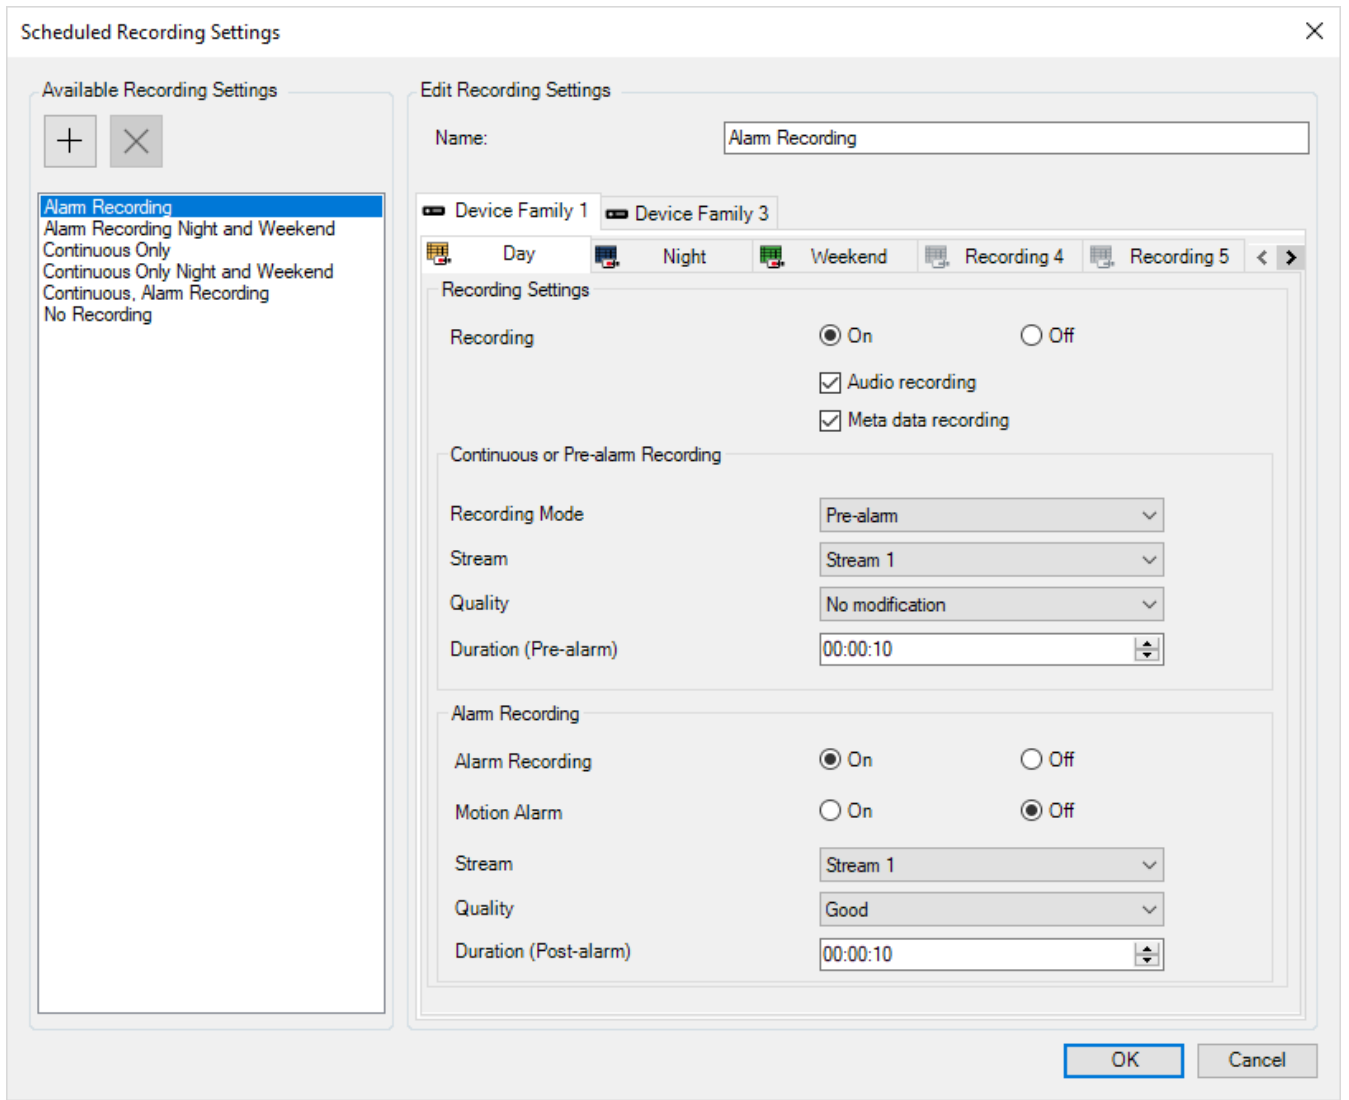 Scheduled Recording Settings
Available Recording Settings
Alarm Recording
Alarm Recording Night and Weekend
Continuous Only
Continuous Only Night and Weekend
Continuous, Alarm Recording
No Recording
Edit Recording Settings
Name: Alarm Recording
Device Family 1 Device Family 3
Day Night Weekend Recording 4 Recording 5
Recording Settings
Recording On Off
Audio recording
Meta data recording
Continuous or Pre-alarm Recording
Recording Mode Pre-alarm
Stream Stream 1
Quality No modification
Duration (Pre-alarm) 00:00:10
Alarm Recording
Alarm Recording On Off
Motion Alarm On Off
Stream Stream 1
Quality Good
Duration (Post-alarm) 00:00:10
OK Cancel